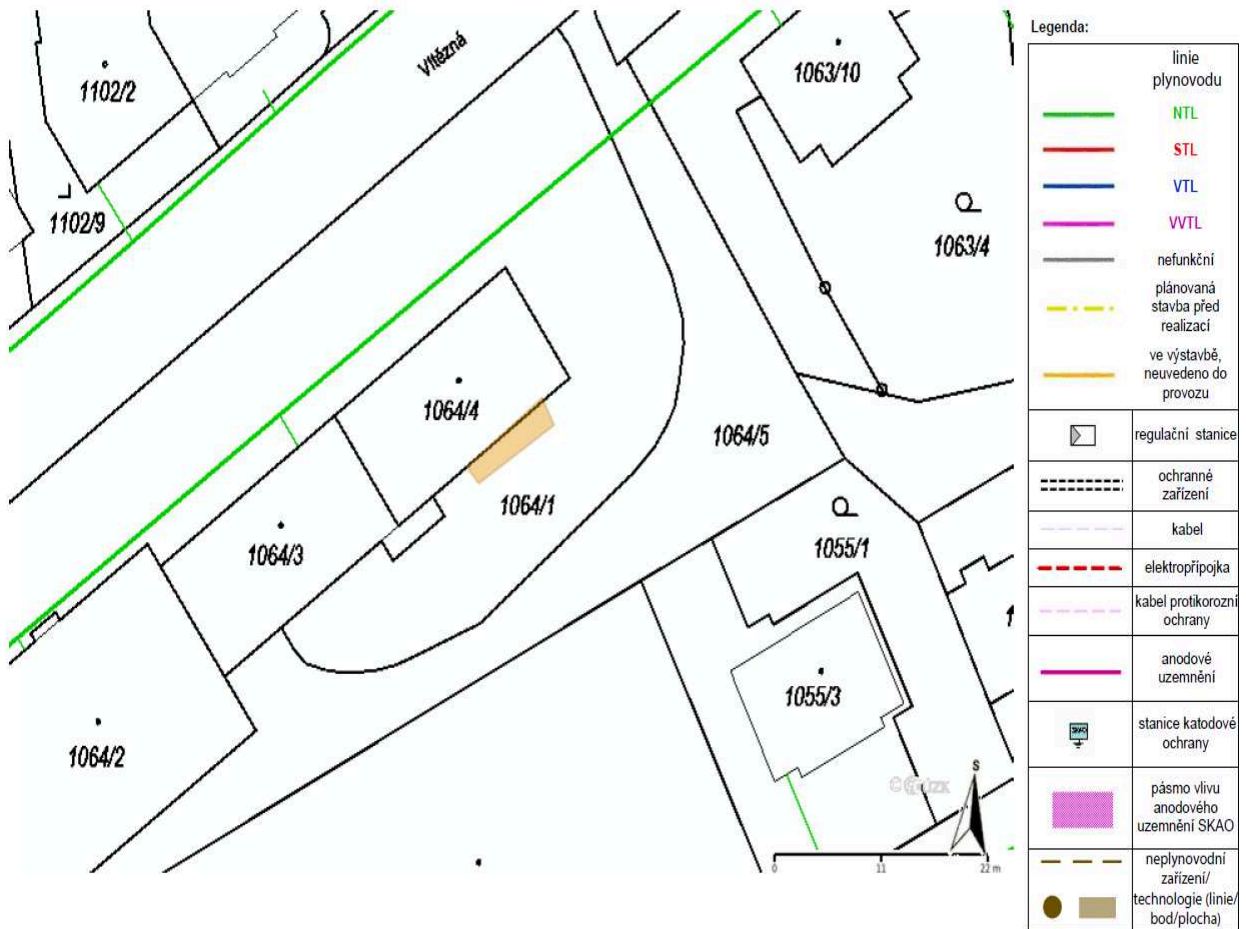 Vítězná
1102/2
1063/10
1102/9
1063/4
1064/4
1064/5
1064/1
1064/3
1055/1
1055/3
1064/2
S
0 11 22 m
Legenda:
linie
plynovodu
NTL
STL
VTL
VVTL
nefunkční
plánovaná
stavba před
realizací
ve výstavbě,
neuvedeno do
provozu
regulační stanice
ochranné
zařízení
kabel
elektropřípojka
kabel protikorozní
ochrany
anodové
uzemnění
SKAO
stanice katodové
ochrany
pásmo vlivu
anodového
uzemnění SKAO
neplynovodní
zařízení/
technologie (linie/
bod/plocha)